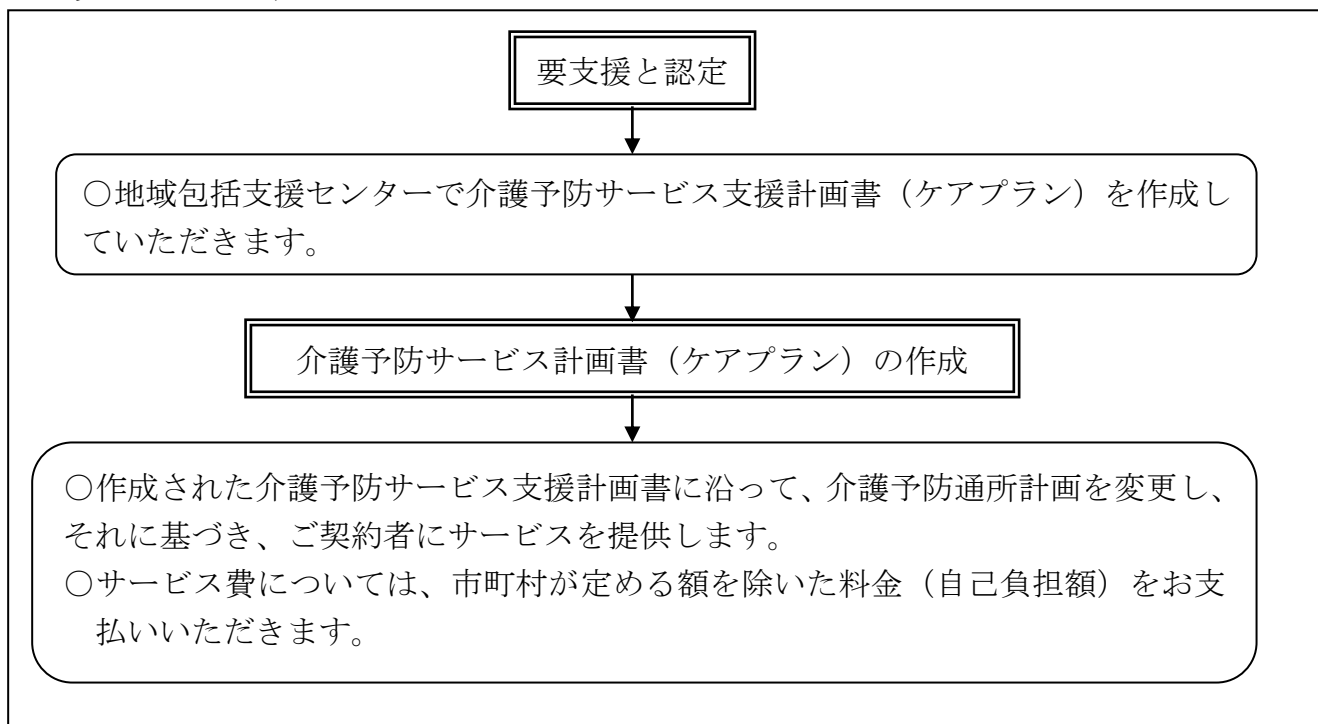 要支援と認定
○地域包括支援センターで介護予防サービス支援計画書（ケアプラン）を作成し
ていただきます。
介護予防サービス計画書（ケアプラン）の作成
○作成された介護予防サービス支援計画書に沿って、介護予防通所計画を変更し、
それに基づき、ご契約者にサービスを提供します。
○サービス費については、市町村が定める額を除いた料金（自己負担額）をお支
払いいただきます。